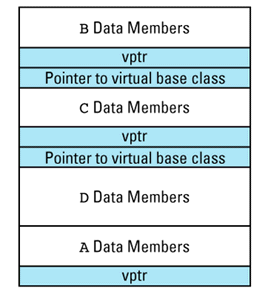 B Data Members
vptr
Pointer to virtual base class
C Data Members
vptr
Pointer to virtual base class
D Data Members
A Data Members
vptr